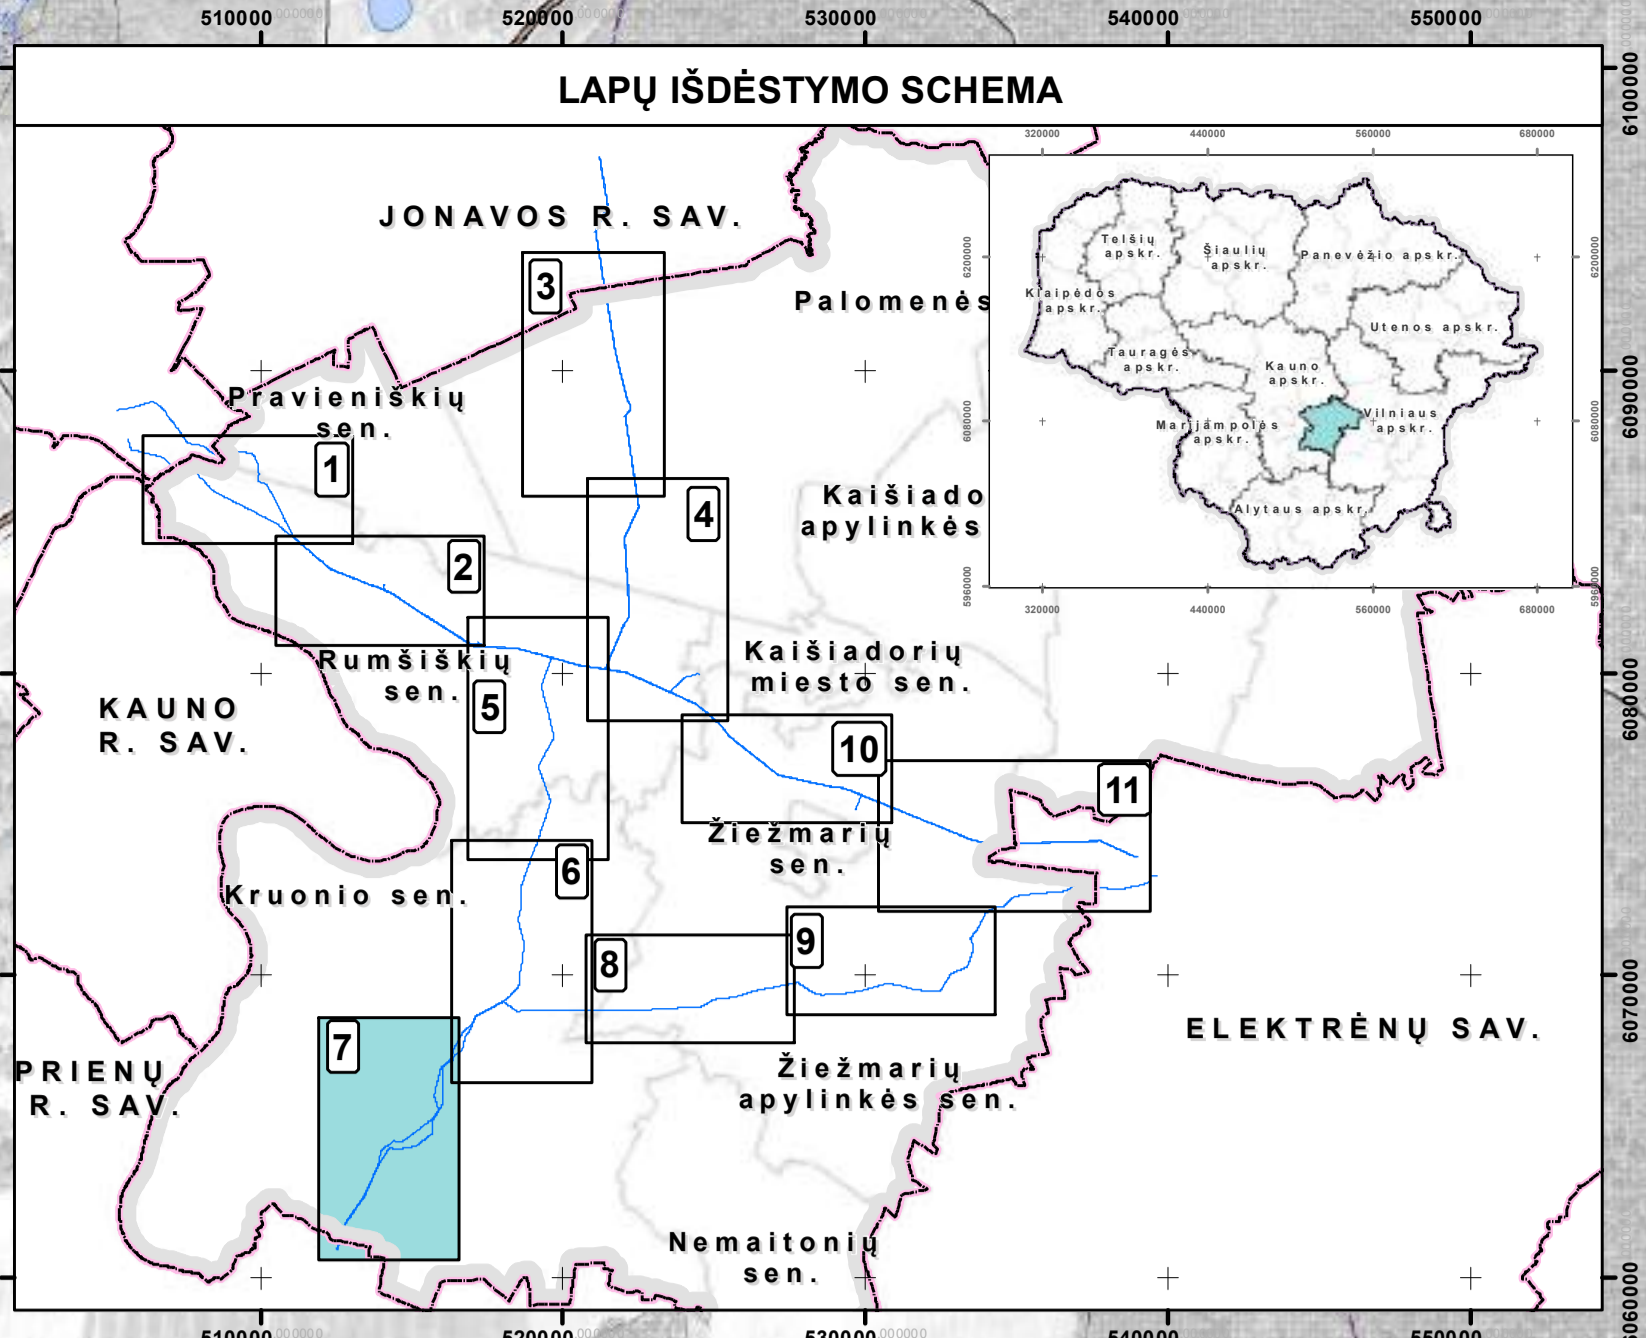 510000 520000 530000 540000 550000
LAPŲ IŠDĖSTYMO SCHEMA
6100000
6090000
6080000
6070000
6060000
320000 440000 560000 680000
6200000
6080000
5960000
6200000
6080000
5960000
320000 440000 560000 680000
Telšių
apskr.
Šiaulių
apskr.
Panevėžio apskr.
Klaipėdos
apskr.
Utenos apskr.
Tauragės
apskr.
Kauno
apskr.
Vilniaus
apskr.
Marijampolės
apskr.
Alytaus apskr.
JONAVOS R. SAV.
3
Palomenės
Pravieniškių
sen.
1
4
Kaišiado
apylinkės
2
Rumšiškių
sen.
5
Kaišiadorių
miesto sen.
KAUNO
R. SAV.
10
11
Žiežmarių
sen.
6
Kruonio sen.
9
8
7
ELEKTRĖNŲ SAV.
PRIENŲ
R. SAV.
Žiežmarių
apylinkės sen.
Nemaitonių
sen.
510000 520000 530000 540000 550000